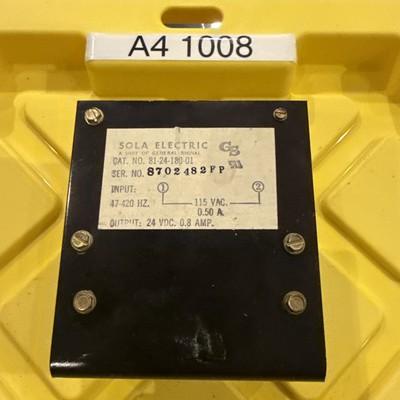 A4 1008
SOLA ELECTRIC GS
A UNIT OF GENERAL SIGNAL
CAT. NO. 81-24-180-01
SER. NO. 8702482FP
INPUT: 1 2
47-420 HZ. 115 VAC.
0.50 A.
OUTPUT: 24 VDC. 0.8 AMP.